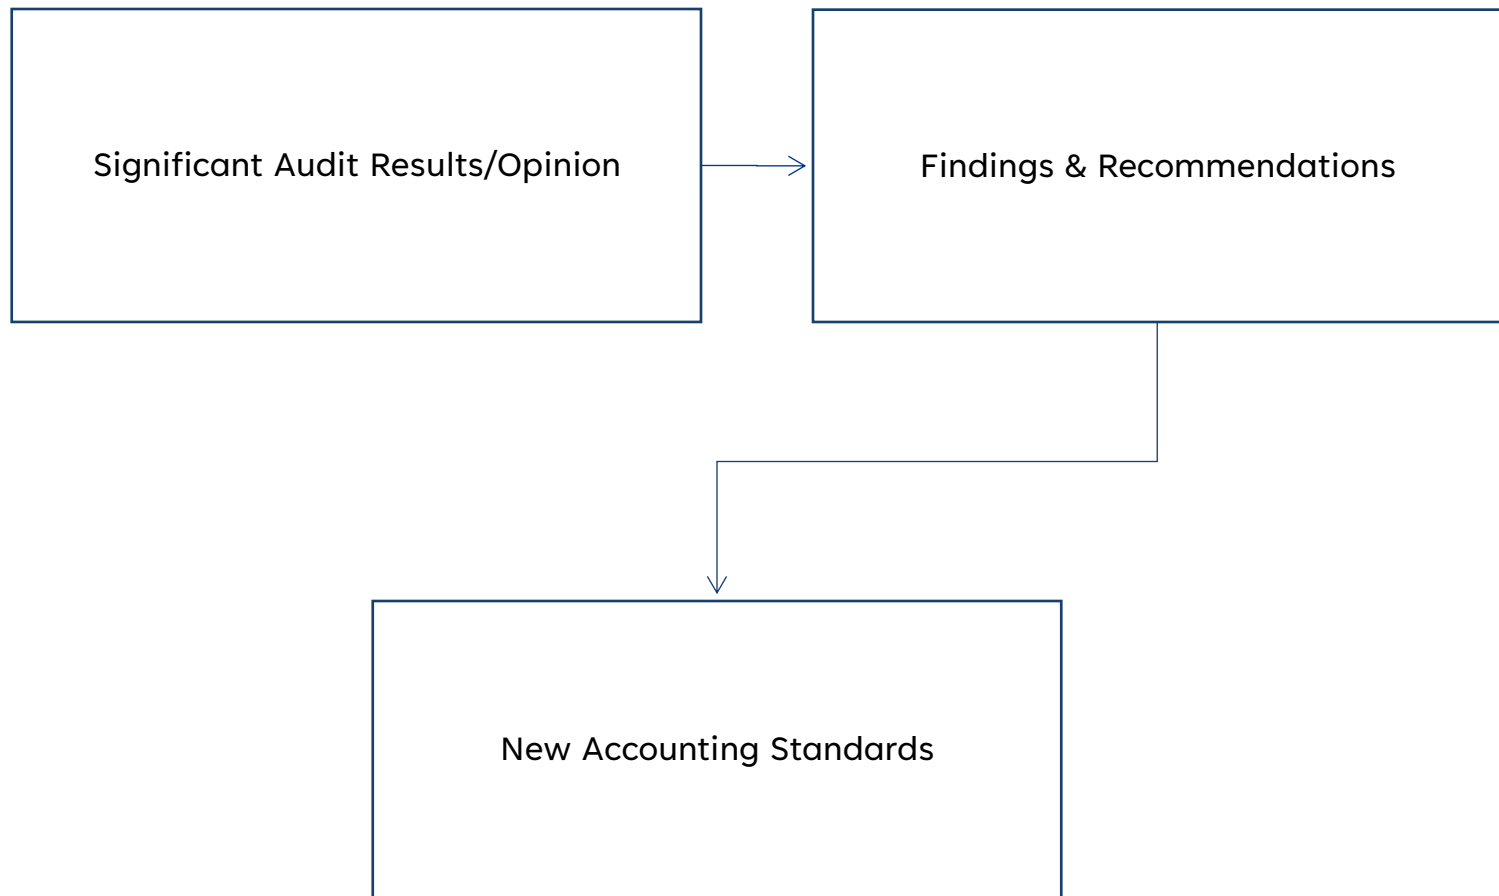 Significant Audit Results/Opinion
Findings & Recommendations
New Accounting Standards